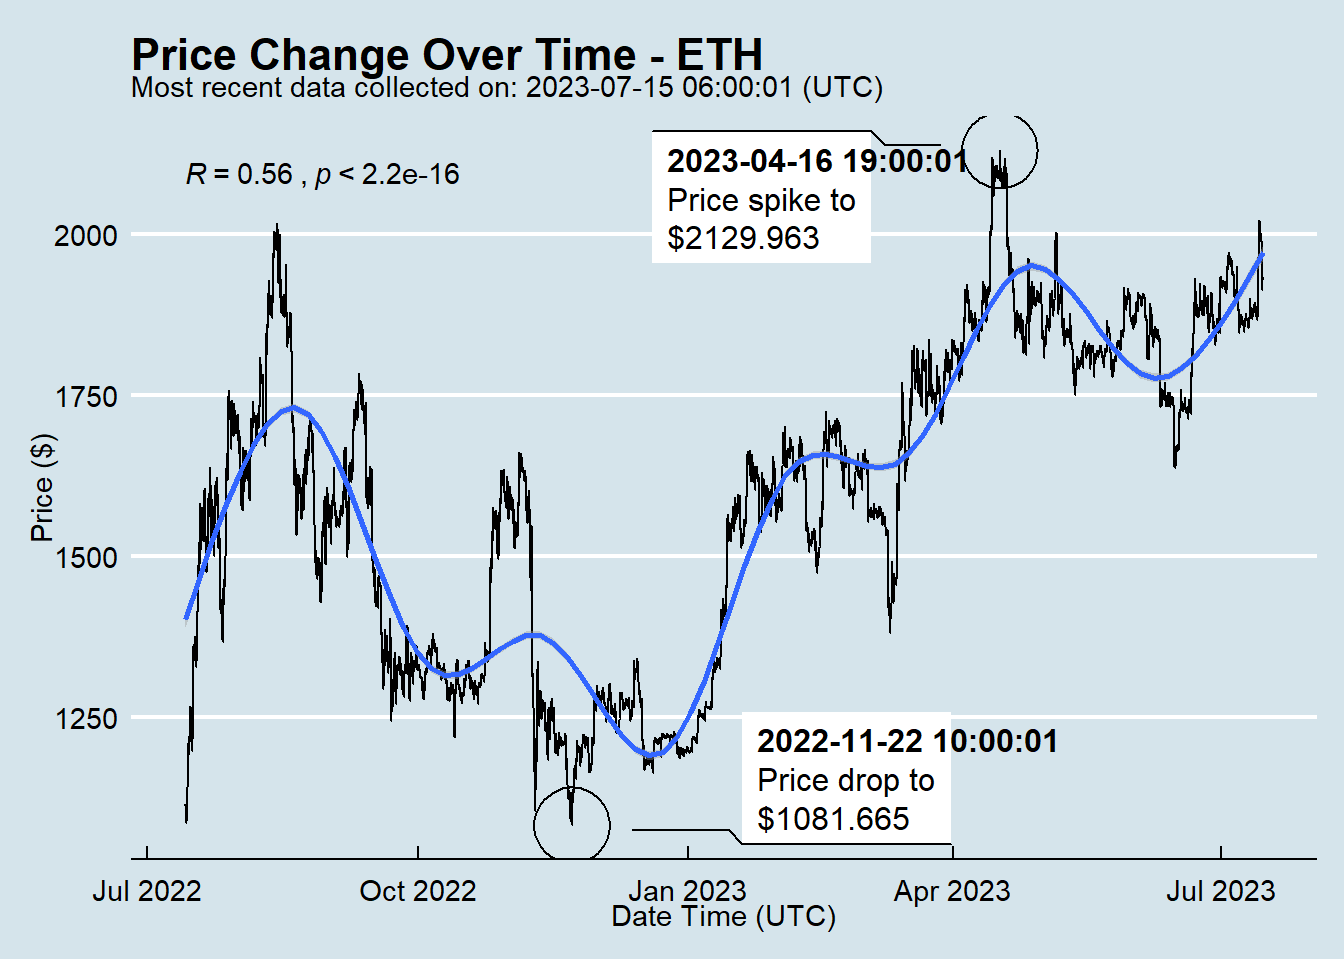 Price Change Over Time - ETH
Most recent data collected on: 2023-07-15 06:00:01 (UTC)
R = 0.56 , p < 2.2e-16
2023-04-16 19:00:01
Price spike to
$2129.963
2000
1750
1500
1250
Price ($)
2022-11-22 10:00:01
Price drop to
$1081.665
Jul 2022
Oct 2022
Jan 2023
Apr 2023
Jul 2023
Date Time (UTC)